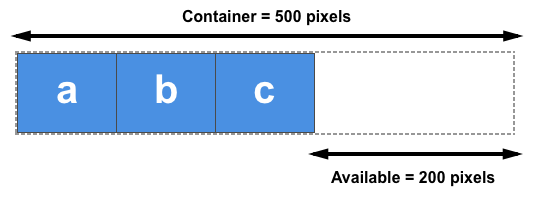 Container = 500 pixels
a b c
Available = 200 pixels